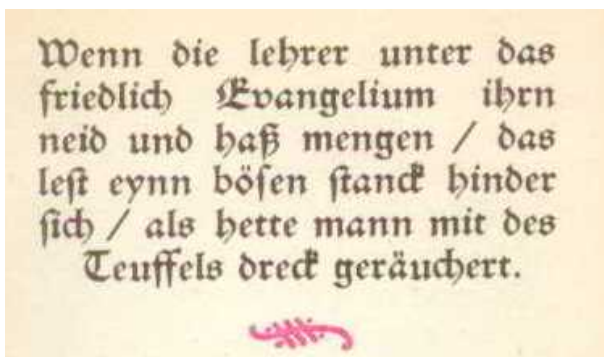 Wenn die lehrer unter das
friedlich Evangelium ihrn
neid und haß mengen / das
leſt eynn böſen ſtanck hinder
ſich / als hette mann mit des
Teuffels dreck geräuchert.